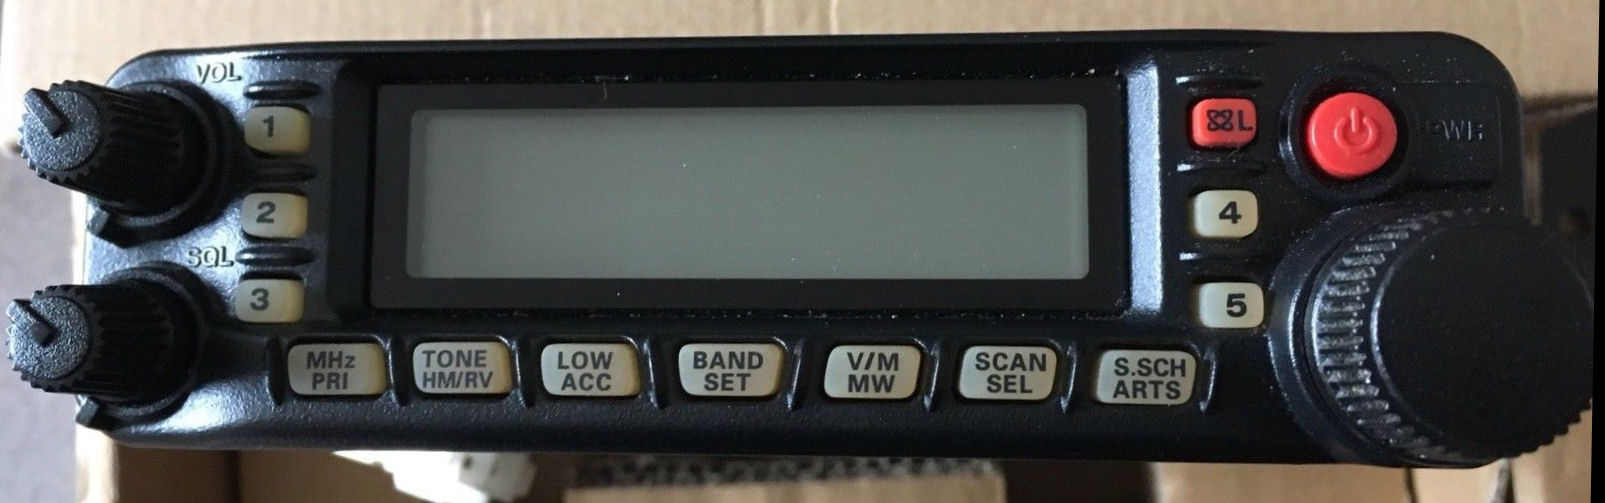 VOL
1
2
SQL
3
L
PWR
4
5
MHz
PRI
TONE
HM/RV
LOW
ACC
BAND
SET
V/M
MW
SCAN
SEL
S.SCH
ARTS